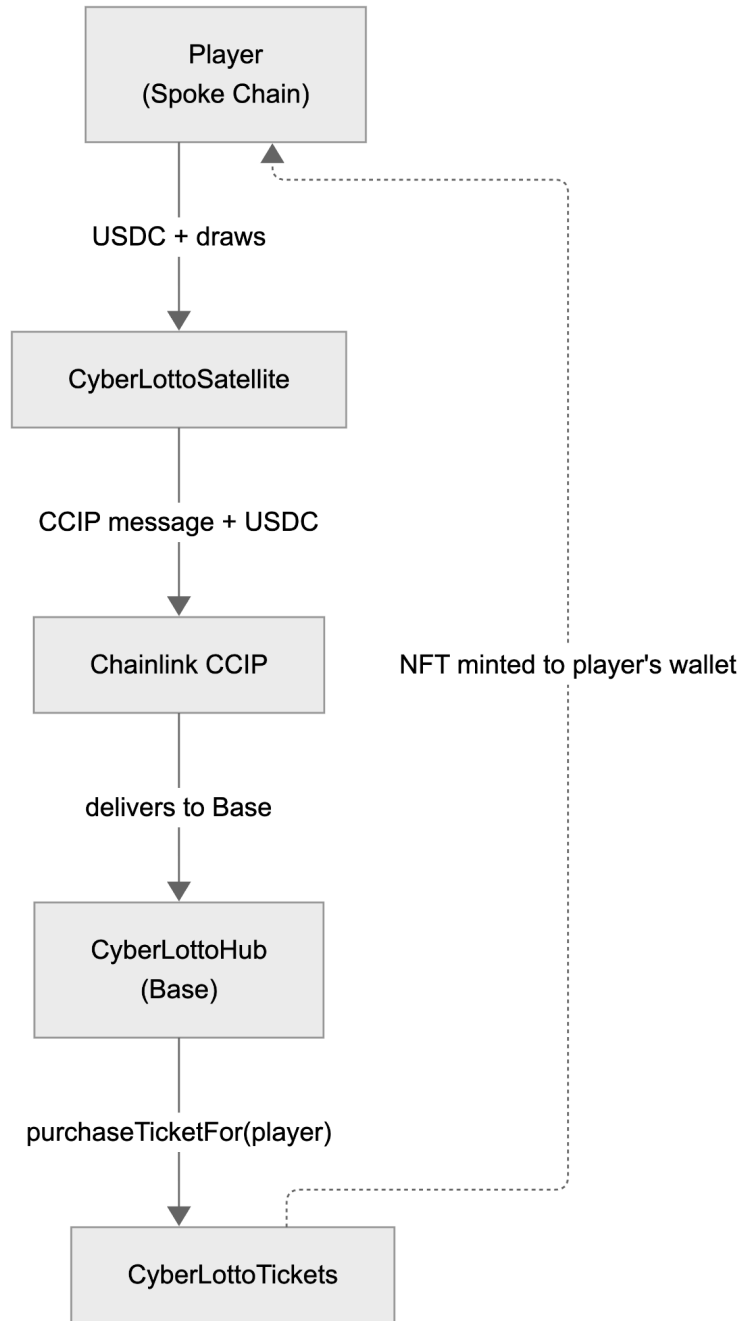 Player
(Spoke Chain)
USDC + draws
CyberLottoSatellite
CCIP message + USDC
Chainlink CCIP
NFT minted to player's wallet
delivers to Base
CyberLottoHub
(Base)
purchaseTicketFor(player)
CyberLottoTickets